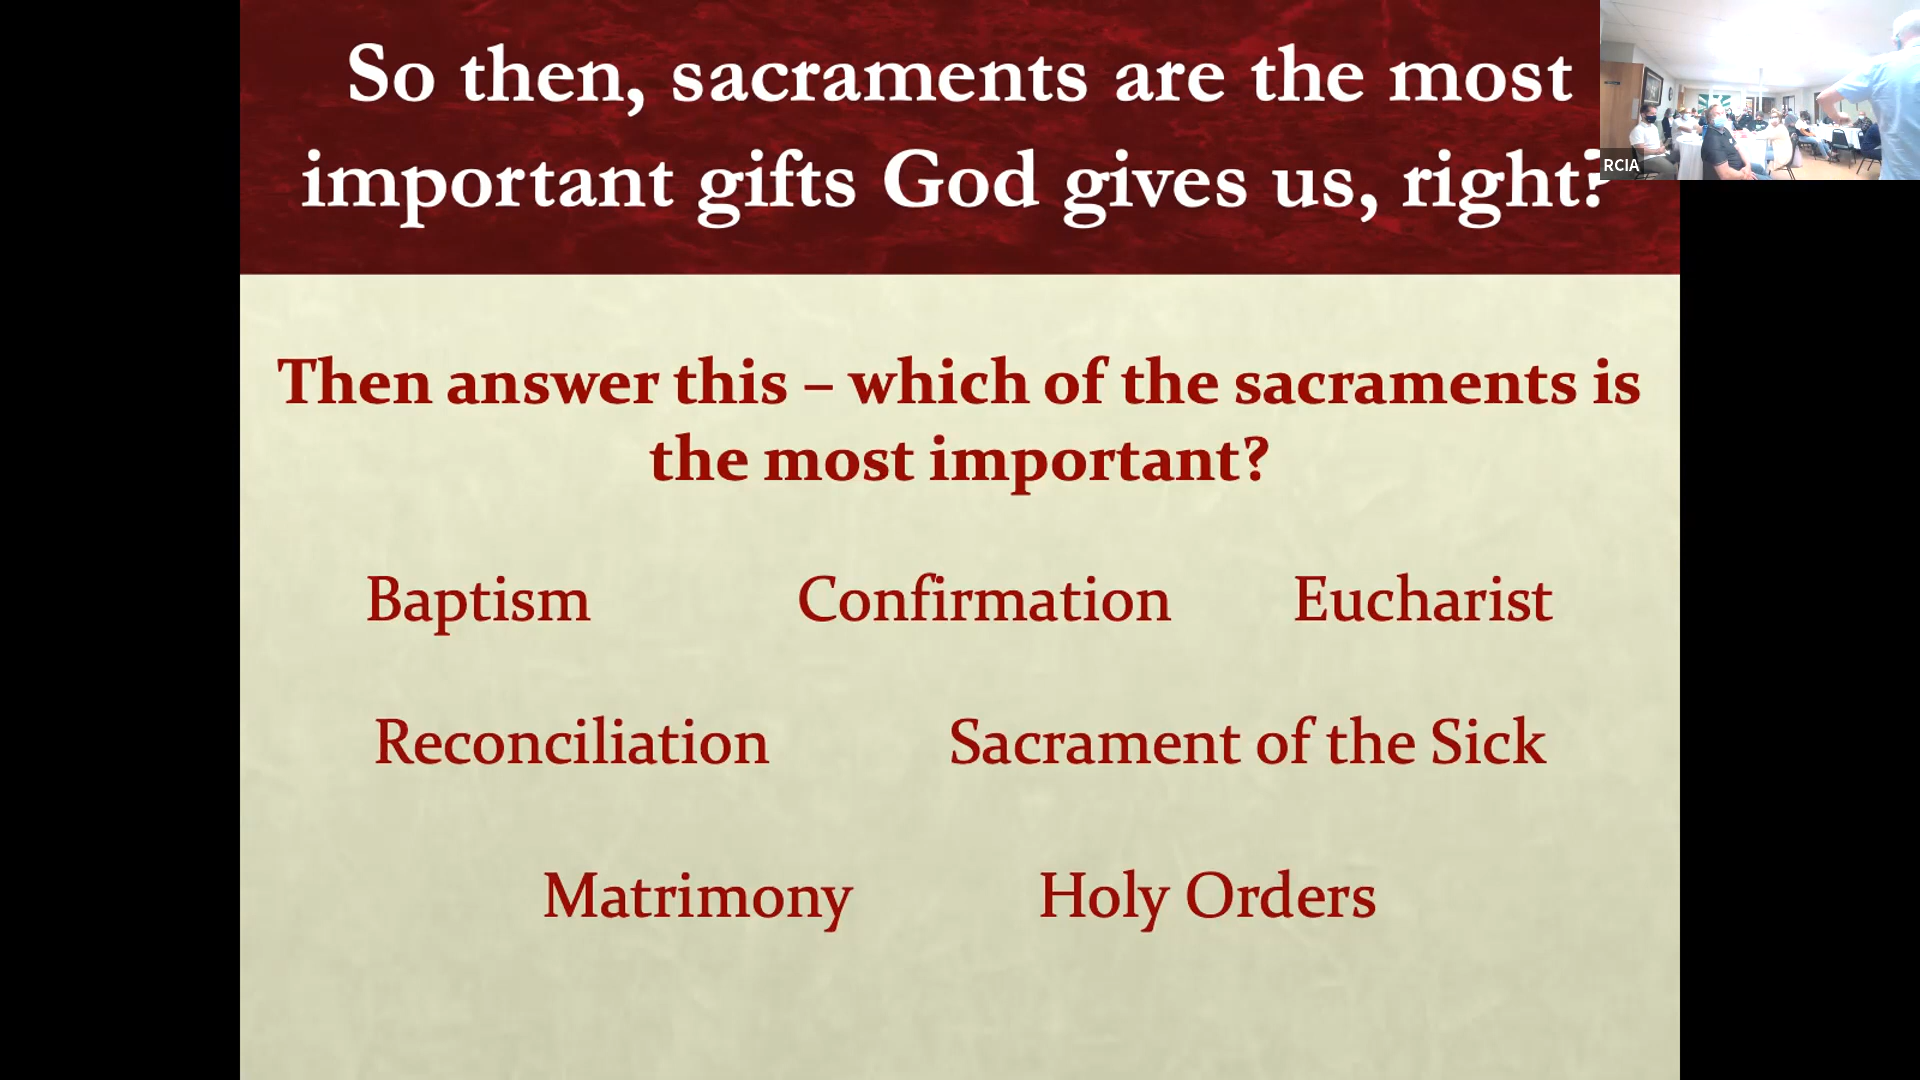 So then, sacraments are the most
important gifts God gives us, right?
RCIA
Then answer this – which of the sacraments is
the most important?
Baptism Confirmation Eucharist
Reconciliation Sacrament of the Sick
Matrimony Holy Orders